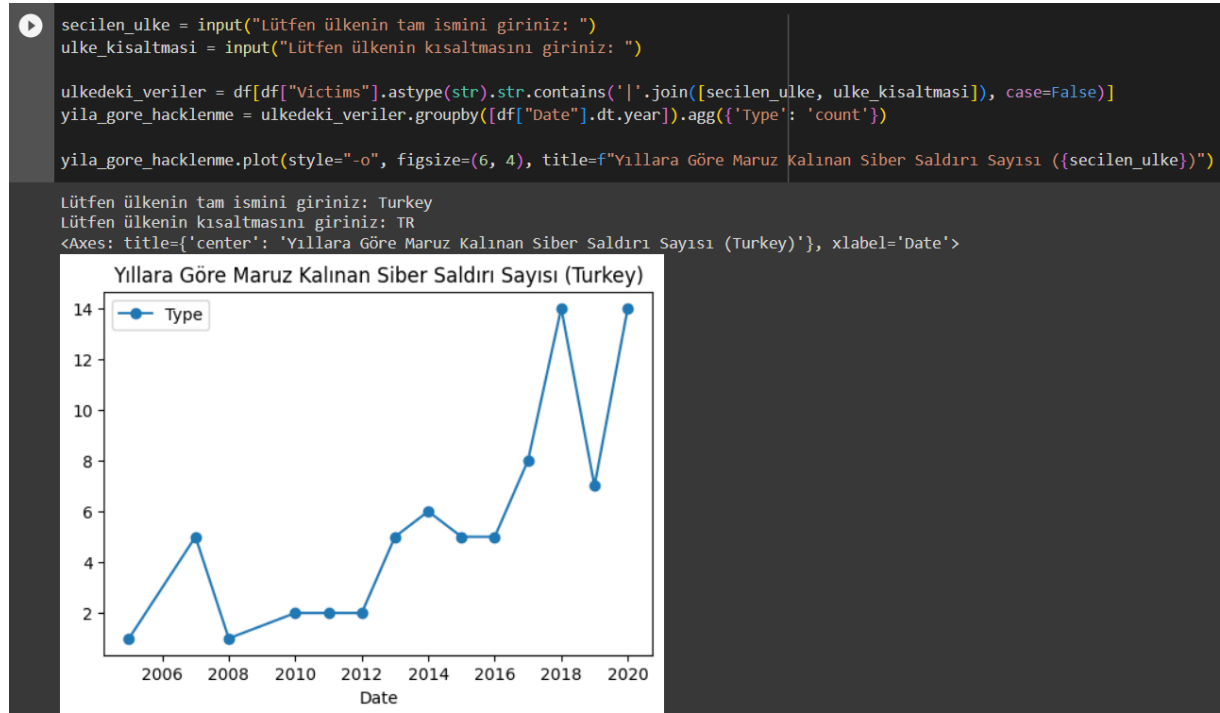 secilen_ulke = input("Lütfen ülkenin tam ismini giriniz: ")
ulke_kisaltmasi = input("Lütfen ülkenin kısaltmasını giriniz: ")
ulkedeki_veriler = df[df["Victims"].astype(str).str.contains('|'.join([secilen_ulke, ulke_kisaltmasi]), case=False)]
yila_gore_hacklenme = ulkedeki_veriler.groupby([df["Date"].dt.year]).agg({'Type': 'count'})
yila_gore_hacklenme.plot(style="-o", figsize=(6, 4), title=f"Yıllara Göre Maruz Kalınan Siber Saldırı Sayısı ({secilen_ulke})")
Lütfen ülkenin tam ismini giriniz: Turkey
Lütfen ülkenin kısaltmasını giriniz: TR
<Axes: title={'center': 'Yıllara Göre Maruz Kalınan Siber Saldırı Sayısı (Turkey)'}, xlabel='Date'>
Yıllara Göre Maruz Kalınan Siber Saldırı Sayısı (Turkey)
Type
14
12
10
8
6
4
2
2006 2008 2010 2012 2014 2016 2018 2020
Date